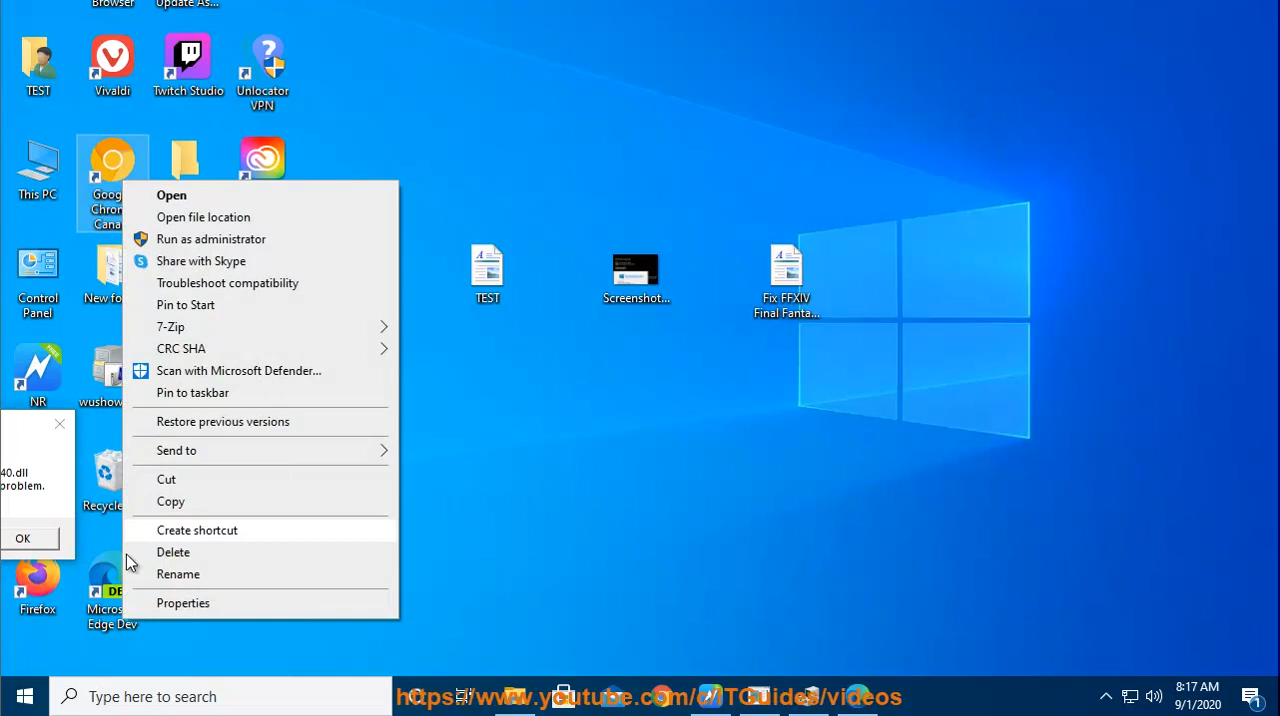 Browser
Update As...
TEST
Vivaldi
Twitch Studio
Unlocator
VPN
This PC
Goog
Chrom
Cana
Open
Open file location
Run as administrator
Share with Skype
Troubleshoot compatibility
Pin to Start
7-Zip
CRC SHA
Scan with Microsoft Defender...
Pin to taskbar
Restore previous versions
Send to
Cut
Copy
Create shortcut
Delete
Rename
Properties
TEST
Screenshot...
Fix FFXIV
Final Fanta...
Control
Panel
New fo
NR
wushow
40.dll
problem.
OK
Recycle
DE
Firefox
Micros
Edge Dev
Type here to search
https://www.youtube.com/c/ITGuides/videos
8:17 AM
9/1/2020
1